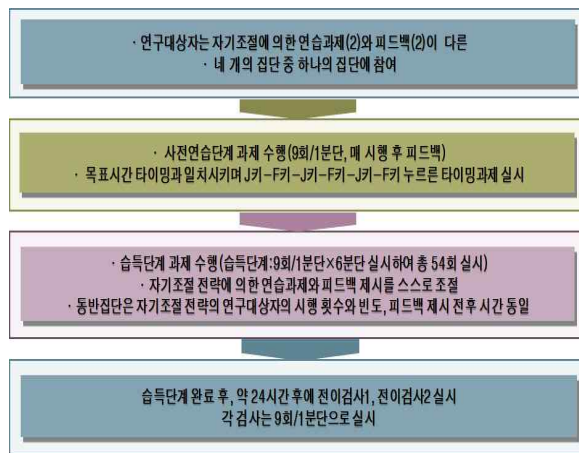 · 연구대상자는 자기조절에 의한 연습과제(2)와 피드백(2)이 다른
· 네 개의 집단 중 하나의 집단에 참여
· 사전연습단계 과제 수행(9회/1분단, 매 시행 후 피드백)
· 목표시간 타이밍과 일치시키며 J키-F키-J키-F키-J키-F키 누르른 타이밍과제 실시
· 습득단계 과제 수행(습득단계:9회/1분단×6분단 실시하여 총 54회 실시)
· 자기조절 전략에 의한 연습과제와 피드백 제시를 스스로 조절
· 동반집단은 자기조절 전략의 연구대상자의 시행 횟수와 빈도, 피드백 제시 전후 시간 동일
습득단계 완료 후, 약 24시간 후에 전이검사1, 전이검사2 실시
각 검사는 9회/1분단으로 실시